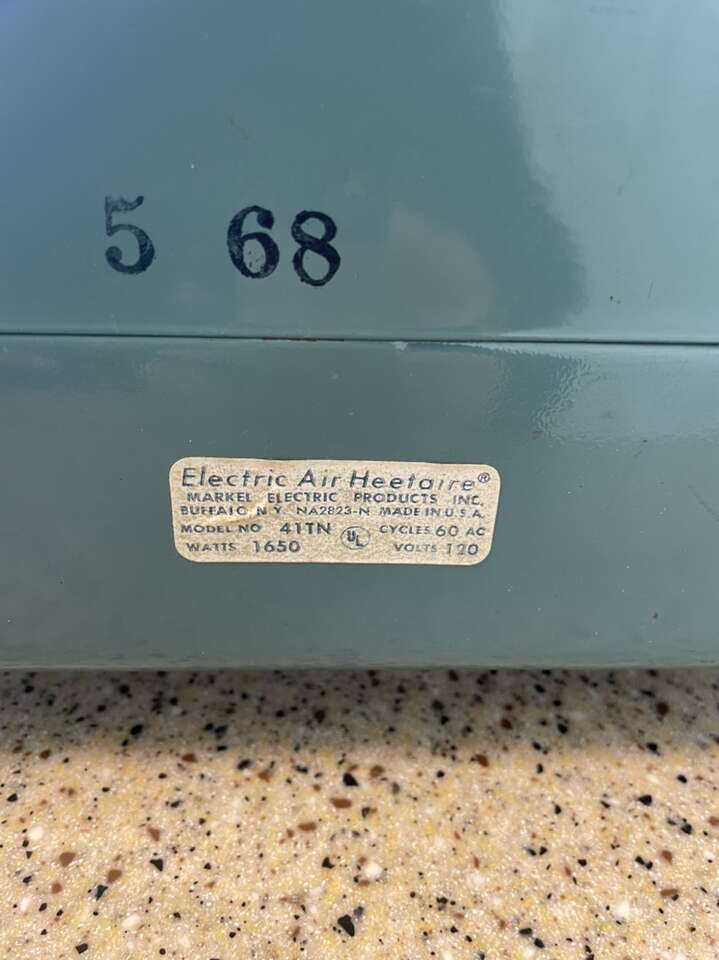 5 68
Electric Air Heetaire®
MARKEL ELECTRIC PRODUCTS INC.
BUFFALO, N.Y. NA2823-N MADE IN U.S.A.
MODEL NO 41TN UL CYCLES 60 AC
WATTS 1650 VOLTS 120